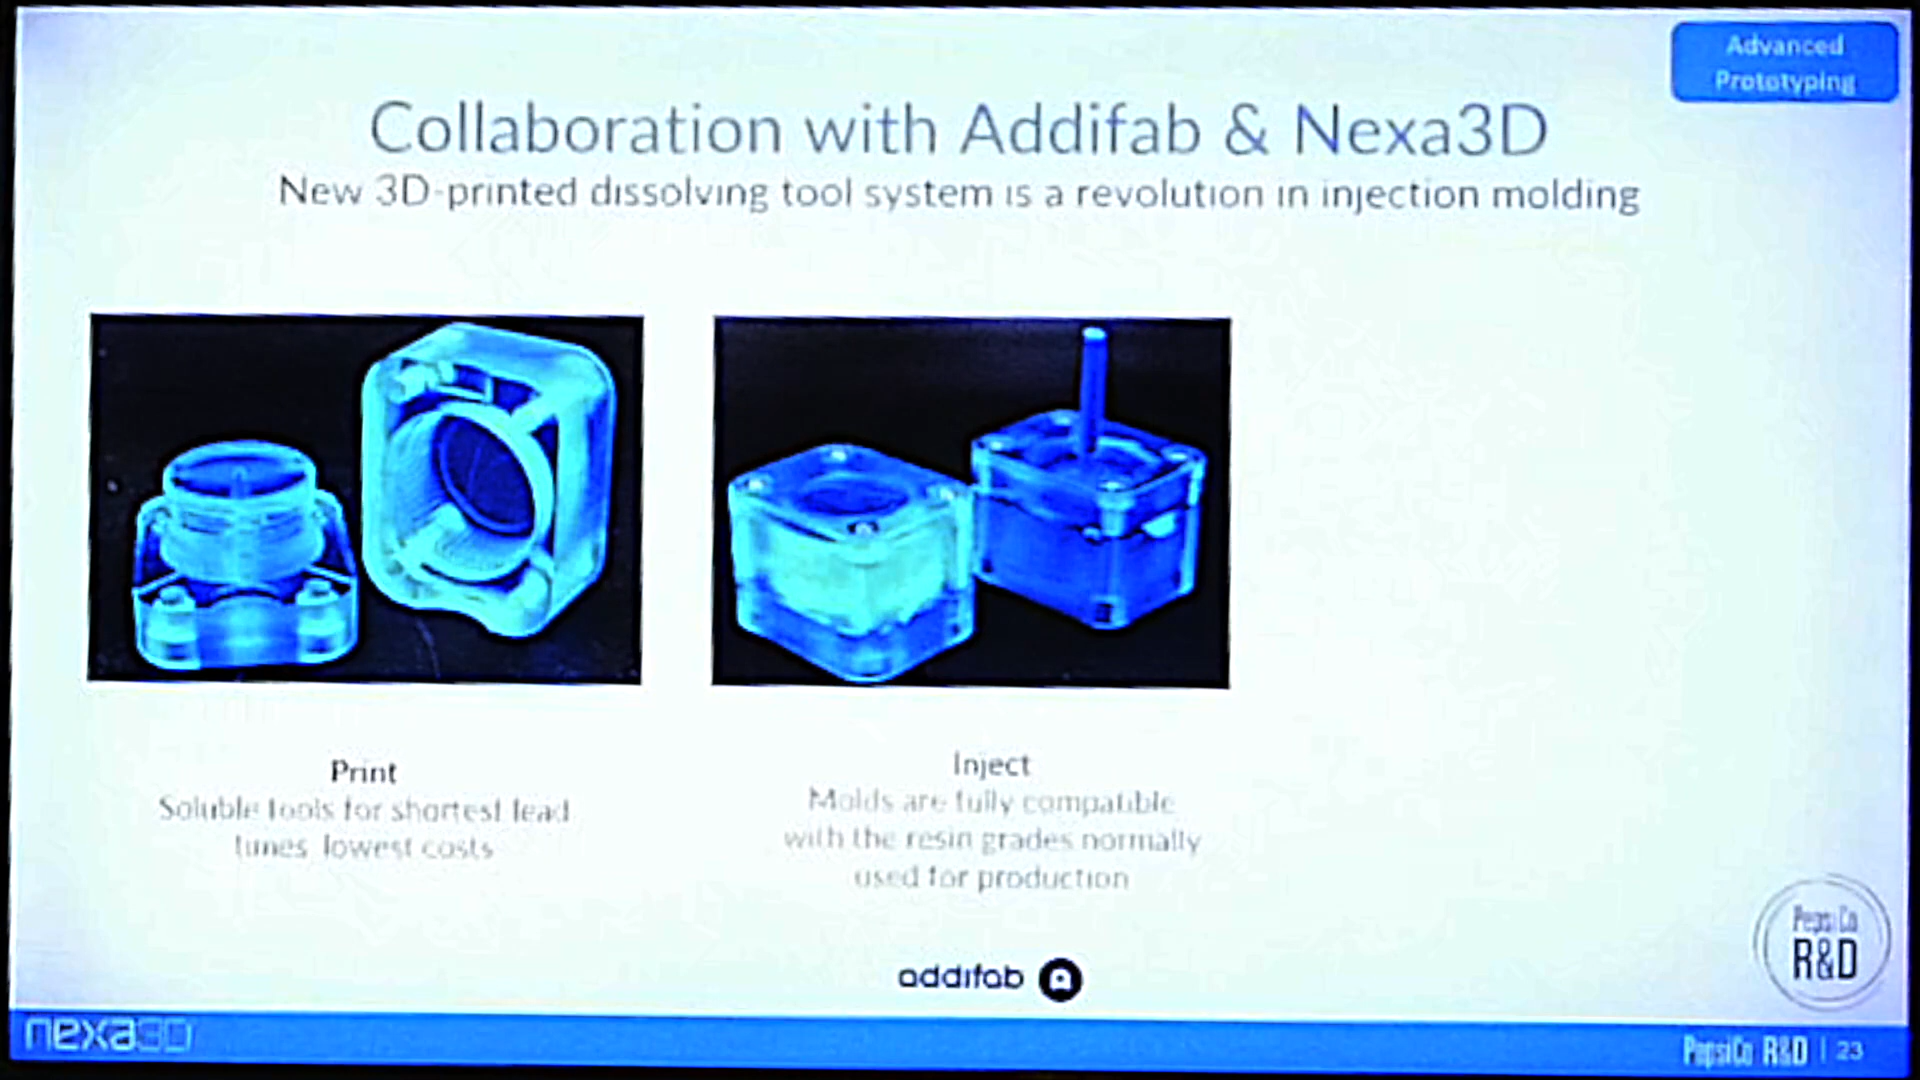 Advanced
Prototyping
Collaboration with Addifab & Nexa3D
New 3D-printed dissolving tool system is a revolution in injection molding
Print
Soluble tools for shortest lead
times, lowest costs
Inject
Molds are fully compatible
with the resin grades normally
used for production
PepsiCo
R&D
addifab
nexa3D
PepsiCo R&D | 23